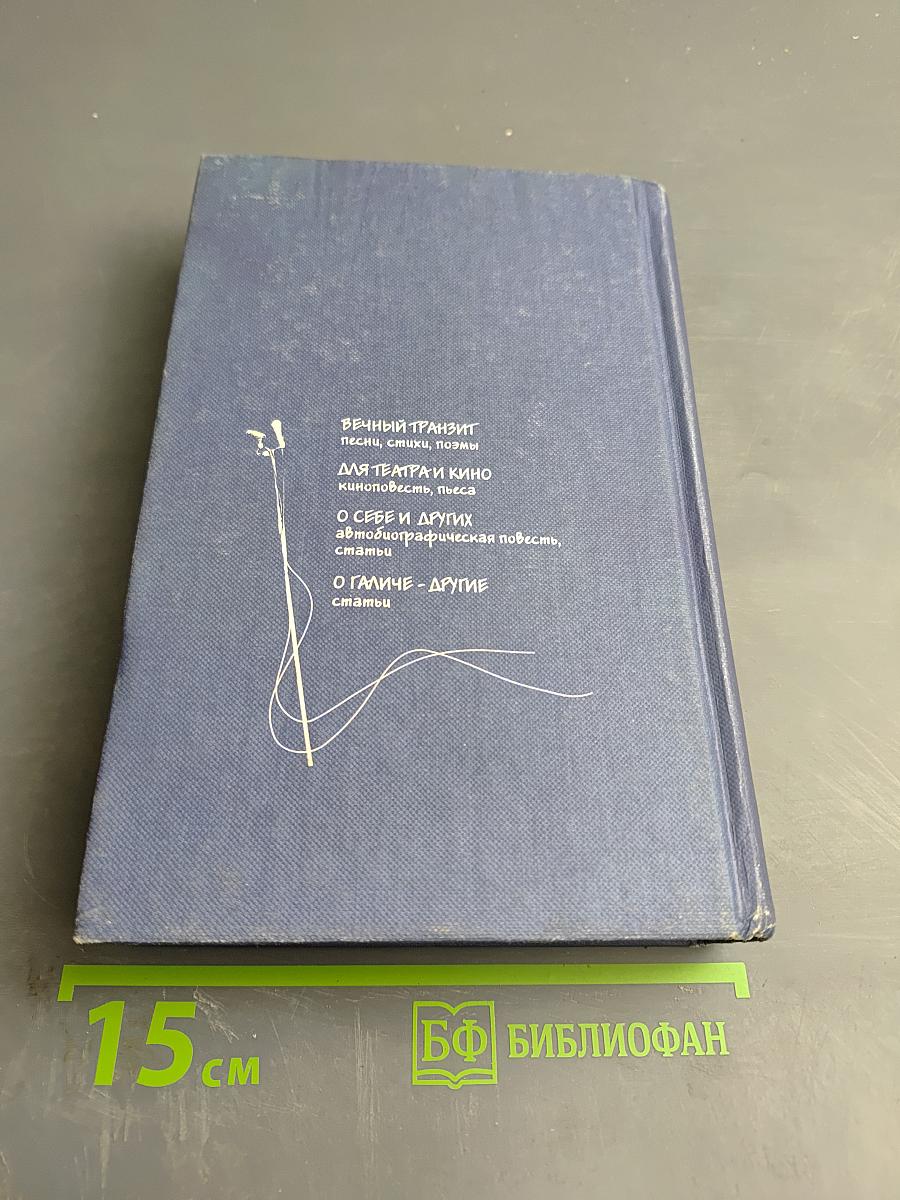 ВЕЧНЫЙ ТРАНЗИТ
песни, стихи, поэмы
ДЛЯ ТЕАТРА И КИНО
киноповесть, пьеса
О СЕБЕ И ДРУГИХ
автобиографическая повесть,
статьи
О ГАЛИЧЕ - ДРУГИЕ
статьи
15 см
БФ БИБЛИОФАН